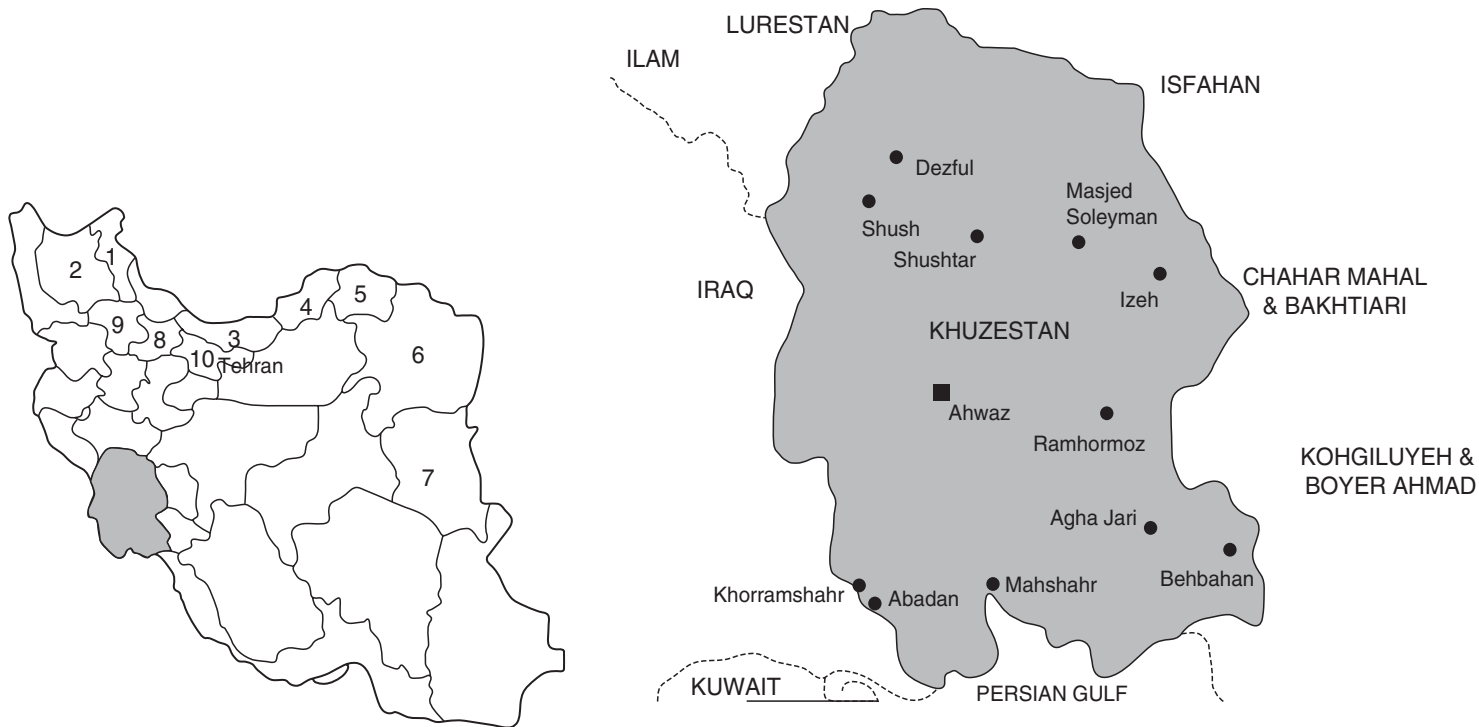 1
2
3
4
5
6
7
8
9
10
Tehran
LURESTAN
ILAM
ISFAHAN
Dezful
Masjed
Soleyman
Shush
Shushtar
IRAQ
Izeh
CHAHAR MAHAL
& BAKHTIARI
KHUZESTAN
Ahwaz
Ramhormoz
KOHGILUYEH &
BOYER AHMAD
Agha Jari
Behbahan
Khorramshahr
Abadan
Mahshahr
KUWAIT
PERSIAN GULF